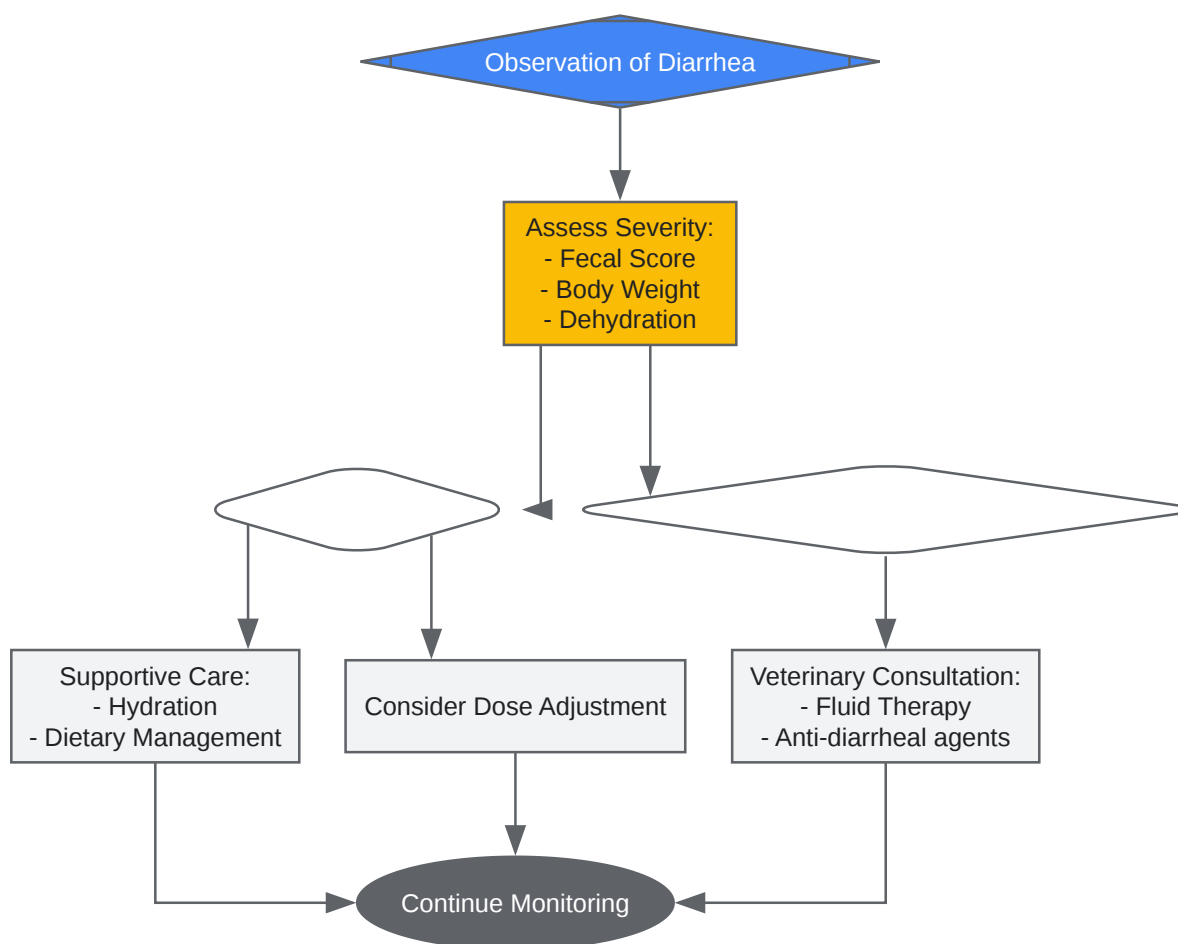 Observation of Diarrhea
Assess Severity:
- Fecal Score
- Body Weight
- Dehydration
Supportive Care:
- Hydration
- Dietary Management
Consider Dose Adjustment
Veterinary Consultation:
- Fluid Therapy
- Anti-diarrheal agents
Continue Monitoring